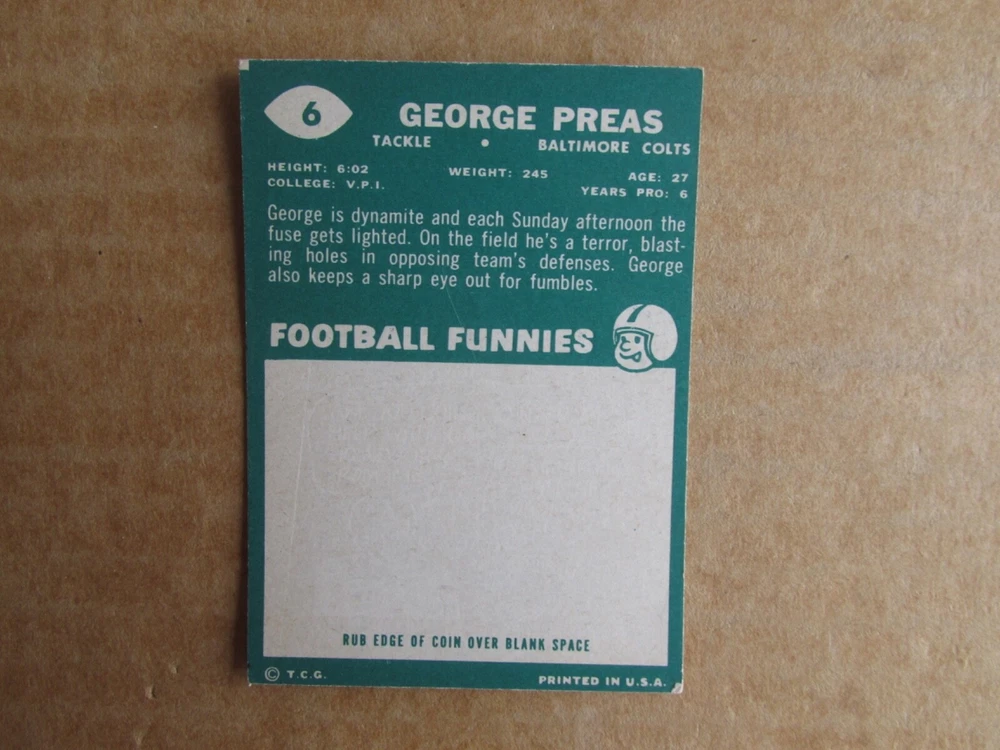 6
GEORGE PREAS
TACKLE • BALTIMORE COLTS
HEIGHT: 6:02 WEIGHT: 245 AGE: 27
COLLEGE: V.P.I. YEARS PRO: 6
George is dynamite and each Sunday afternoon the
fuse gets lighted. On the field he's a terror, blast-
ing holes in opposing team's defenses. George
also keeps a sharp eye out for fumbles.
FOOTBALL FUNNIES
RUB EDGE OF COIN OVER BLANK SPACE
© T.C.G. PRINTED IN U.S.A.